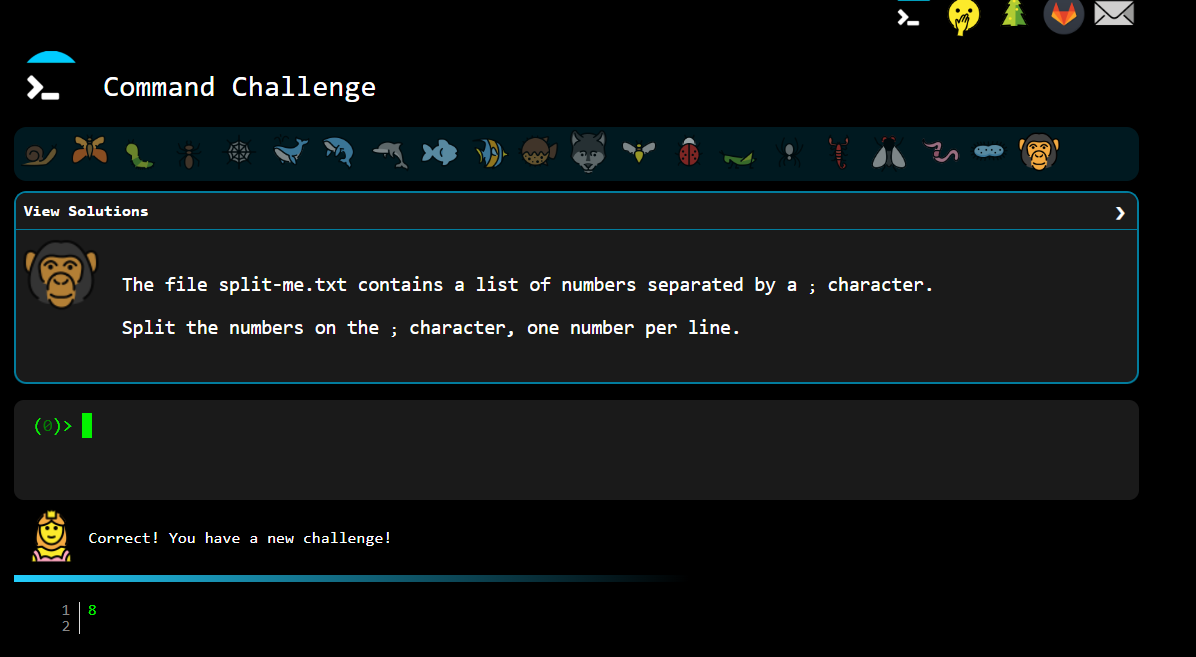 Command Challenge
View Solutions
The file split-me.txt contains a list of numbers separated by a ; character.
Split the numbers on the ; character, one number per line.
(0)>
Correct! You have a new challenge!
1 8
2